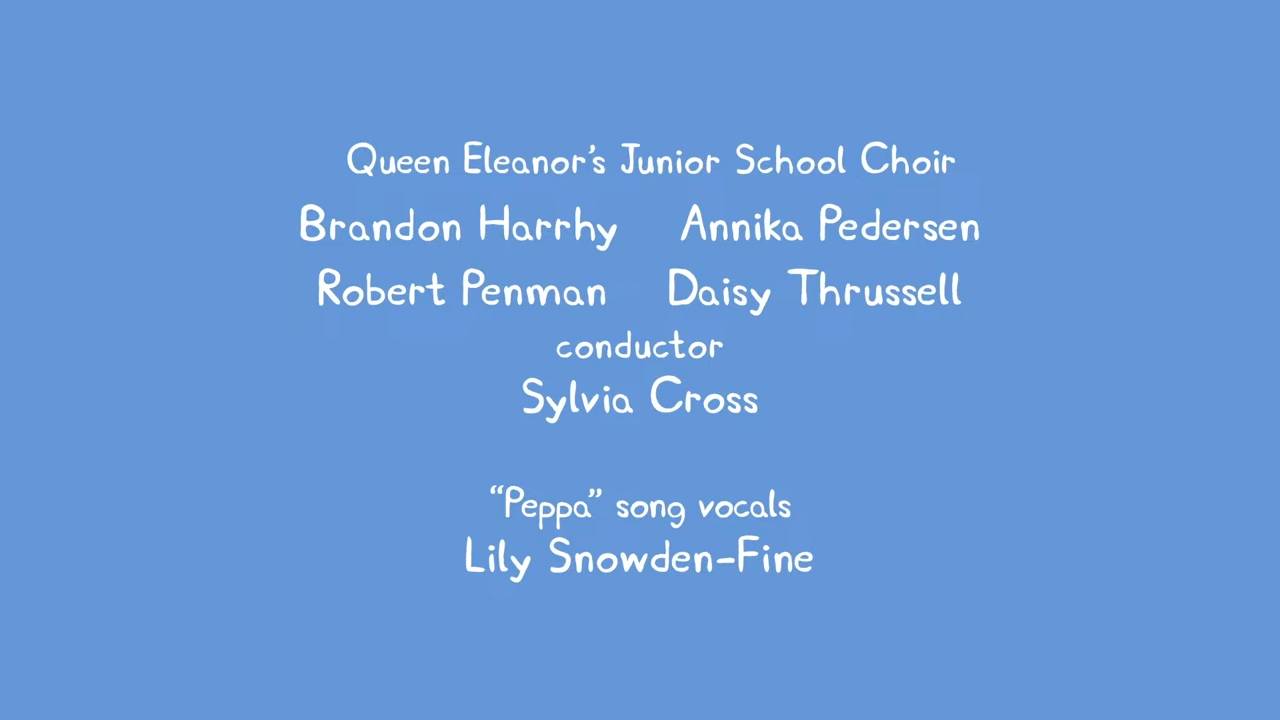 Queen Eleanor's Junior School Choir
Brandon Harrhy Annika Pedersen
Robert Penman Daisy Thrussell
conductor
Sylvia Cross
“Peppa” song vocals
Lily Snowden-Fine